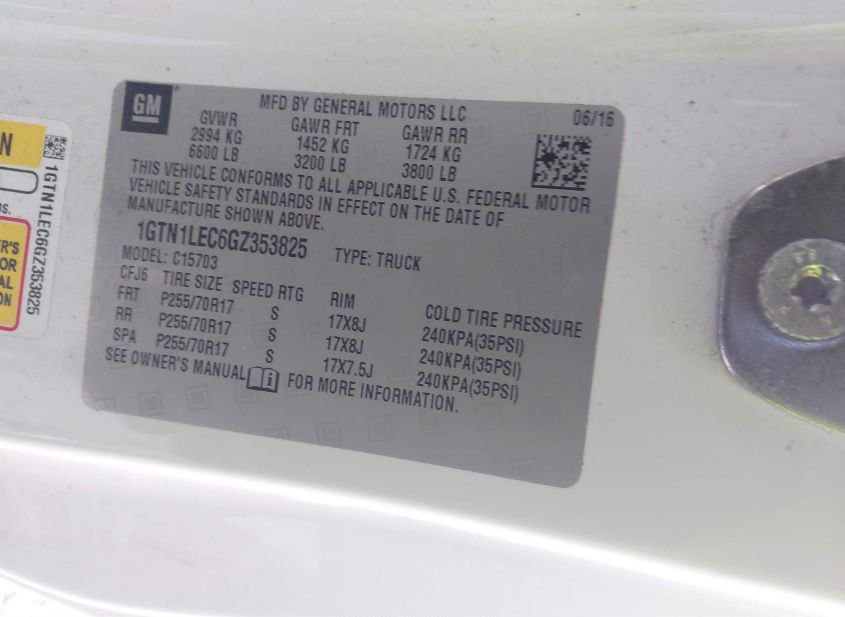 GM
MFD BY GENERAL MOTORS LLC
06/16
GVWR GAWR FRT GAWR RR
2994 KG 1452 KG 1724 KG
6600 LB 3200 LB 3800 LB
THIS VEHICLE CONFORMS TO ALL APPLICABLE U.S. FEDERAL MOTOR
VEHICLE SAFETY STANDARDS IN EFFECT ON THE DATE OF
MANUFACTURE SHOWN ABOVE.
1GTN1LEC6GZ353825 TYPE: TRUCK
MODEL: C15703
CFJ6 TIRE SIZE SPEED RTG RIM COLD TIRE PRESSURE
FRT P255/70R17 S 17X8J 240KPA(35PSI)
RR P255/70R17 S 17X8J 240KPA(35PSI)
SPA P255/70R17 S 17X7.5J 240KPA(35PSI)
SEE OWNER'S MANUAL i FOR MORE INFORMATION.
1GTN1LEC6GZ353825